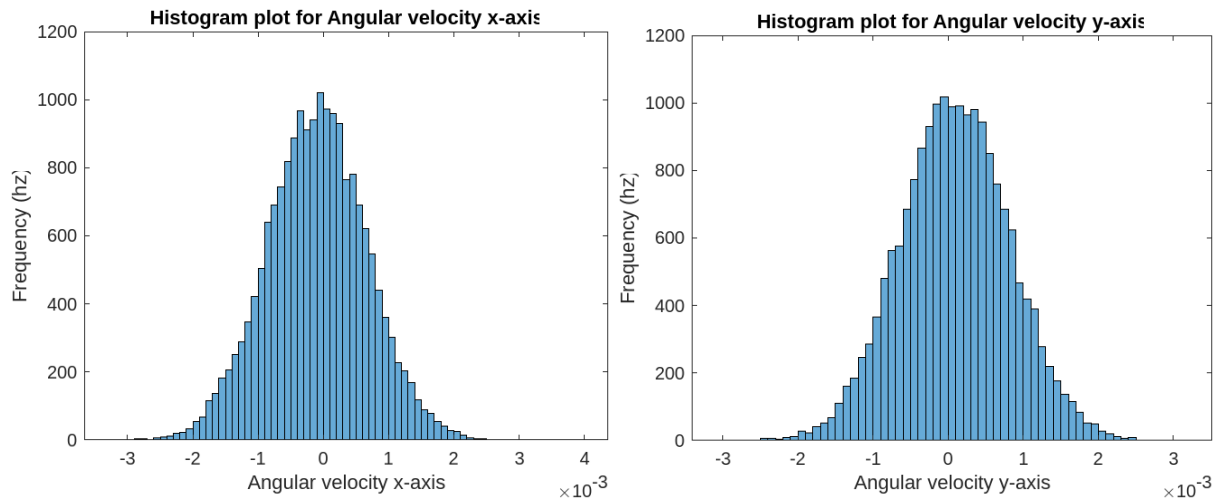 Histogram plot for Angular velocity x-axis
1200
1000
800
600
400
200
0
Frequency (hz)
-3 -2 -1 0 1 2 3 4
Angular velocity x-axis
×10-3
Histogram plot for Angular velocity y-axis
1200
1000
800
600
400
200
0
Frequency (hz)
-3 -2 -1 0 1 2 3
Angular velocity y-axis
×10-3